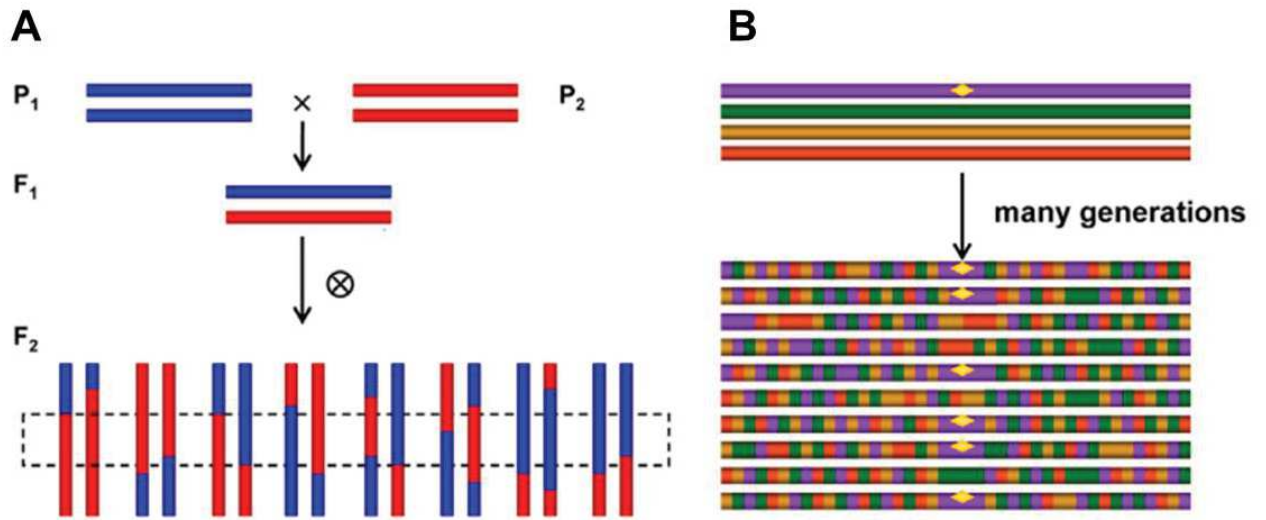 A
B
P₁
×
P₂
F₁
many generations
⊗
F₂